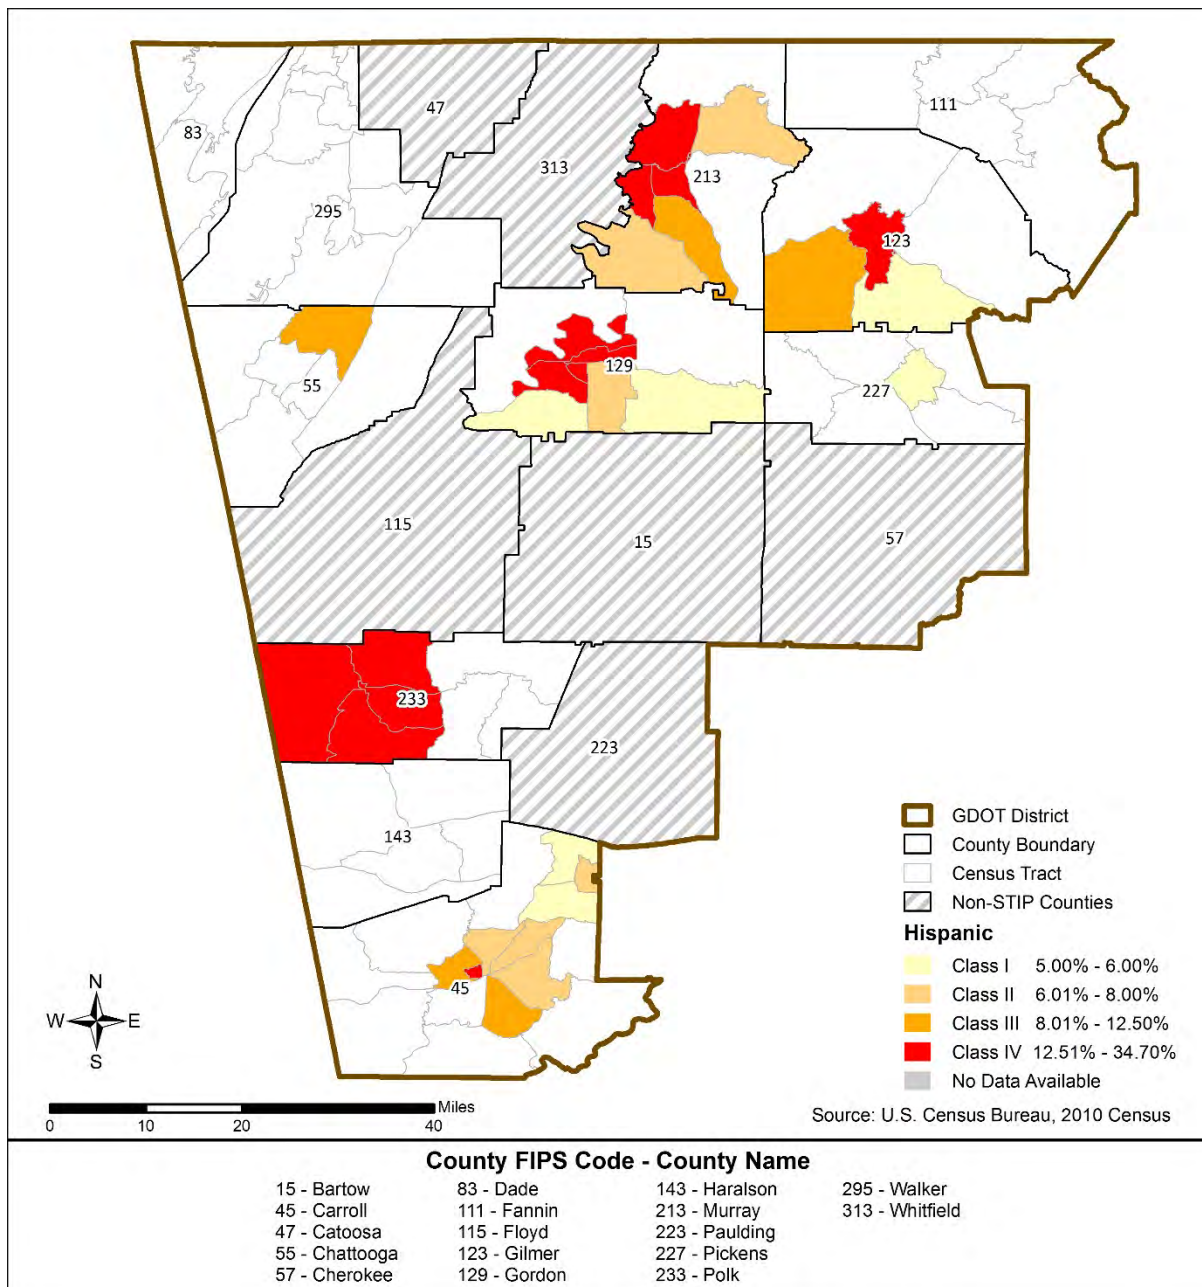 47
83
111
313
213
295
123
129
55
227
115
15
57
233
223
143
45
N
W E
S
GDOT District
County Boundary
Census Tract
Non-STIP Counties
Hispanic
Class I 5.00% - 6.00%
Class II 6.01% - 8.00%
Class III 8.01% - 12.50%
Class IV 12.51% - 34.70%
No Data Available
Miles
0 10 20 40
Source: U.S. Census Bureau, 2010 Census
County FIPS Code - County Name
15 - Bartow 83 - Dade 143 - Haralson 295 - Walker
45 - Carroll 111 - Fannin 213 - Murray 313 - Whitfield
47 - Catoosa 115 - Floyd 223 - Paulding
55 - Chattooga 123 - Gilmer 227 - Pickens
57 - Cherokee 129 - Gordon 233 - Polk